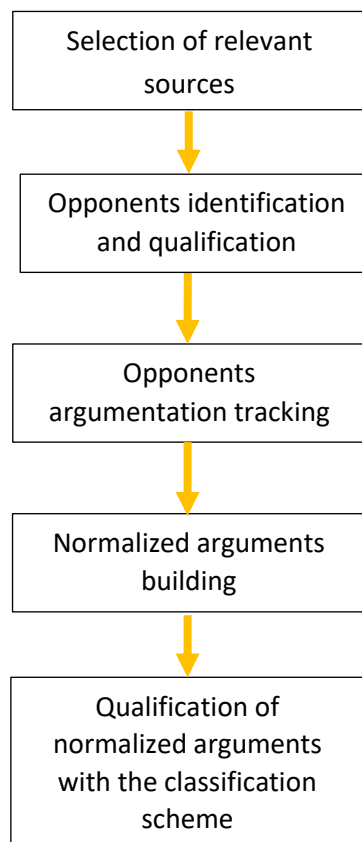 Selection of relevant
sources
Opponents identification
and qualification
Opponents
argumentation tracking
Normalized arguments
building
Qualification of
normalized arguments
with the classification
scheme